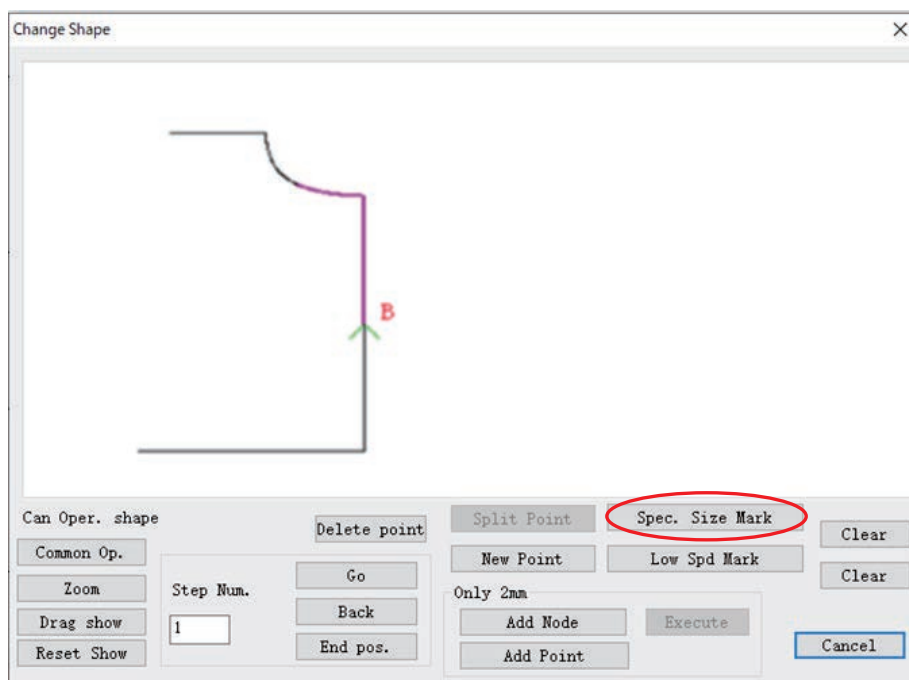 Change Shape
B
Can Oper. shape
Common Op.
Zoom
Drag show
Reset Show
Step Num.
1
Delete point
Go
Back
End pos.
Split Point
Spec. Size Mark
New Point
Low Spd Mark
Clear
Clear
Only 2mm
Add Node
Execute
Add Point
Cancel